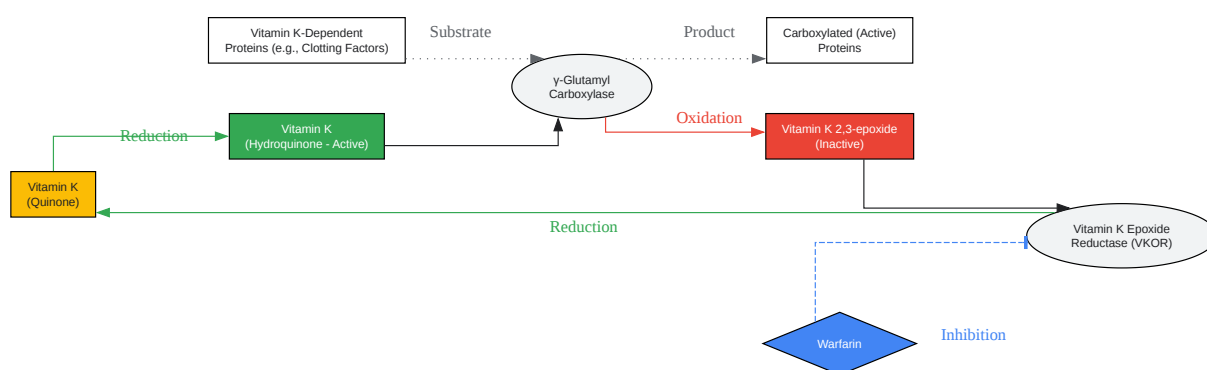 Vitamin K-Dependent
Proteins (e.g., Clotting Factors)
Substrate
Product
Carboxylated (Active)
Proteins
γ-Glutamyl
Carboxylase
Reduction
Vitamin K
(Hydroquinone - Active)
Oxidation
Vitamin K 2,3-epoxide
(Inactive)
Vitamin K
(Quinone)
Reduction
Vitamin K Epoxide
Reductase (VKOR)
Warfarin
Inhibition